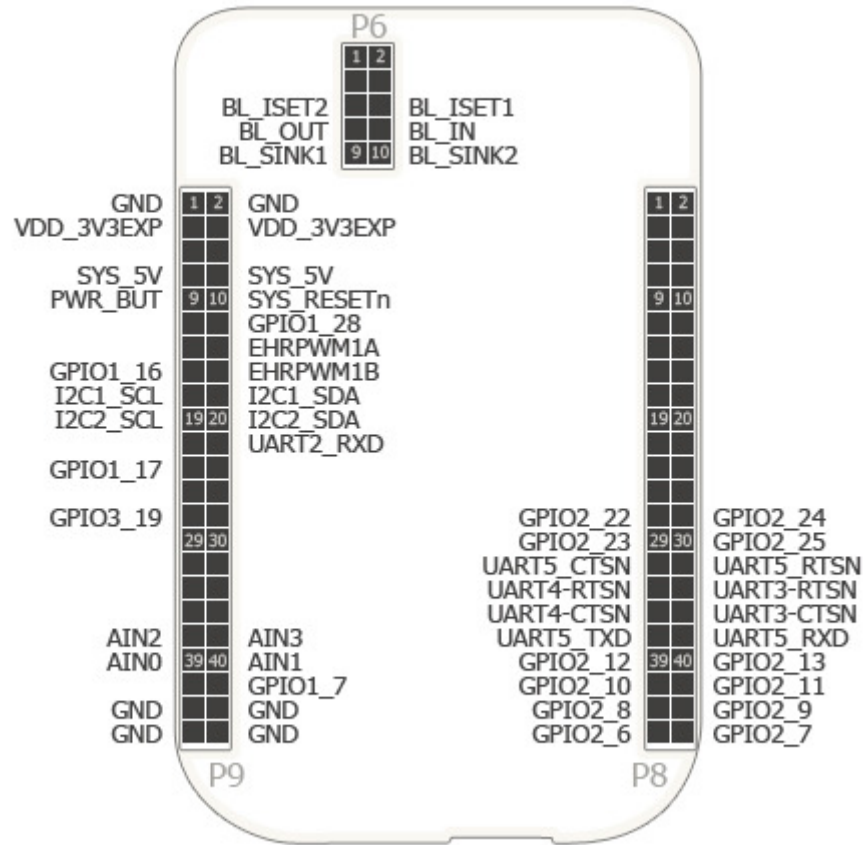 P6
1 2
BL_ISET2 BL_ISET1
BL_OUT BL_IN
BL_SINK1 9 10 BL_SINK2
GND 1 2 GND
VDD_3V3EXP VDD_3V3EXP
SYS_5V SYS_5V
PWR_BUT 9 10 SYS_RESETn
GPIO1_28
EHRPWM1A
GPIO1_16 EHRPWM1B
I2C1_SCL I2C1_SDA
I2C2_SCL 19 20 I2C2_SDA
UART2_RXD
GPIO1_17
GPIO3_19
29 30
AIN2 AIN3
AIN0 39 40 AIN1
GPIO1_7
GND GND
GND GND
P9
1 2
9 10
19 20
GPIO2_22 GPIO2_24
GPIO2_23 29 30 GPIO2_25
UART5_CTSN UART5_RTSN
UART4-RTSN UART3-RTSN
UART4-CTSN UART3-CTSN
UART5_TXD UART5_RXD
GPIO2_12 39 40 GPIO2_13
GPIO2_10 GPIO2_11
GPIO2_8 GPIO2_9
GPIO2_6 GPIO2_7
P8